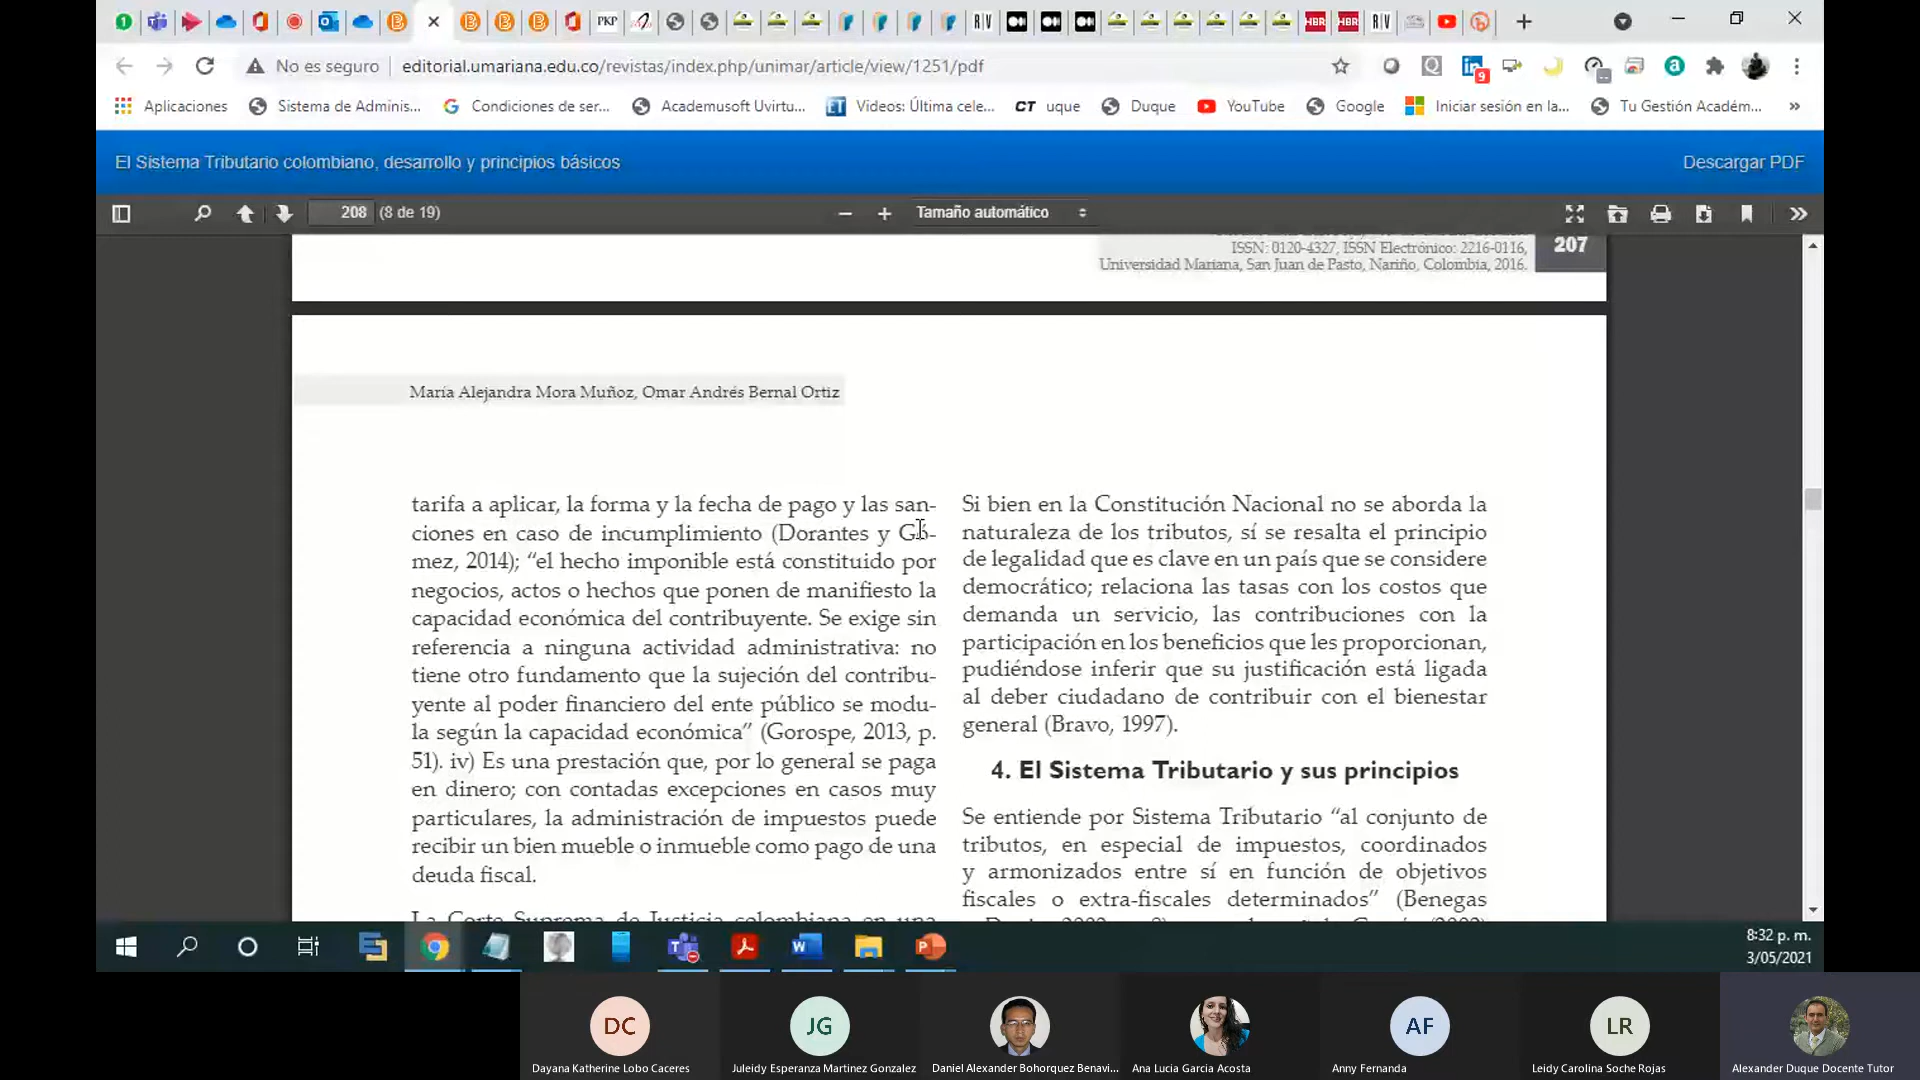 PKP
R|V
HBR
HBR
R|V
No es seguro
editorial.umariana.edu.co/revistas/index.php/unimar/article/view/1251/pdf
9
Aplicaciones
Sistema de Adminis...
Condiciones de ser...
Academusoft Uvirtu...
ET
Videos: Última cele...
CT
uque
Duque
YouTube
Google
Iniciar sesión en la...
Tu Gestión Académ...
El Sistema Tributario colombiano, desarrollo y principios básicos
Descargar PDF
208
(8 de 19)
Tamaño automático
ISSN: 0120-4327, ISSN Electrónico: 2216-0116,
Universidad Mariana, San Juan de Pasto, Nariño, Colombia, 2016.
207
María Alejandra Mora Muñoz, Omar Andrés Bernal Ortiz
tarifa a aplicar, la forma y la fecha de pago y las san-
ciones en caso de incumplimiento (Dorantes y Gó-
mez, 2014); “el hecho imponible está constituido por
negocios, actos o hechos que ponen de manifiesto la
capacidad económica del contribuyente. Se exige sin
referencia a ninguna actividad administrativa: no
tiene otro fundamento que la sujeción del contribu-
yente al poder financiero del ente público se modu-
la según la capacidad económica” (Gorospe, 2013, p.
51). iv) Es una prestación que, por lo general se paga
en dinero; con contadas excepciones en casos muy
particulares, la administración de impuestos puede
recibir un bien mueble o inmueble como pago de una
deuda fiscal.
La Corte Suprema de Justicia colombiana en una
Si bien en la Constitución Nacional no se aborda la
naturaleza de los tributos, sí se resalta el principio
de legalidad que es clave en un país que se considere
democrático; relaciona las tasas con los costos que
demanda un servicio, las contribuciones con la
participación en los beneficios que les proporcionan,
pudiéndose inferir que su justificación está ligada
al deber ciudadano de contribuir con el bienestar
general (Bravo, 1997).
4. El Sistema Tributario y sus principios
Se entiende por Sistema Tributario “al conjunto de
tributos, en especial de impuestos, coordinados
y armonizados entre sí en función de objetivos
fiscales o extra-fiscales determinados” (Benegas
8:32 p. m.
3/05/2021
DC
JG
AF
LR
Dayana Katherine Lobo Caceres
Juleidy Esperanza Martinez Gonzalez
Daniel Alexander Bohorquez Benavi...
Ana Lucia Garcia Acosta
Anny Fernanda
Leidy Carolina Soche Rojas
Alexander Duque Docente Tutor